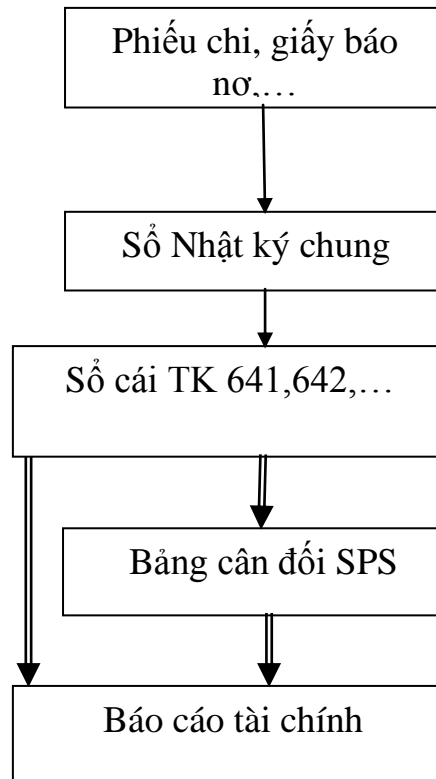 Phiếu chi, giấy báo
nợ,…
Sổ Nhật ký chung
Sổ cái TK 641,642,…
Bảng cân đối SPS
Báo cáo tài chính